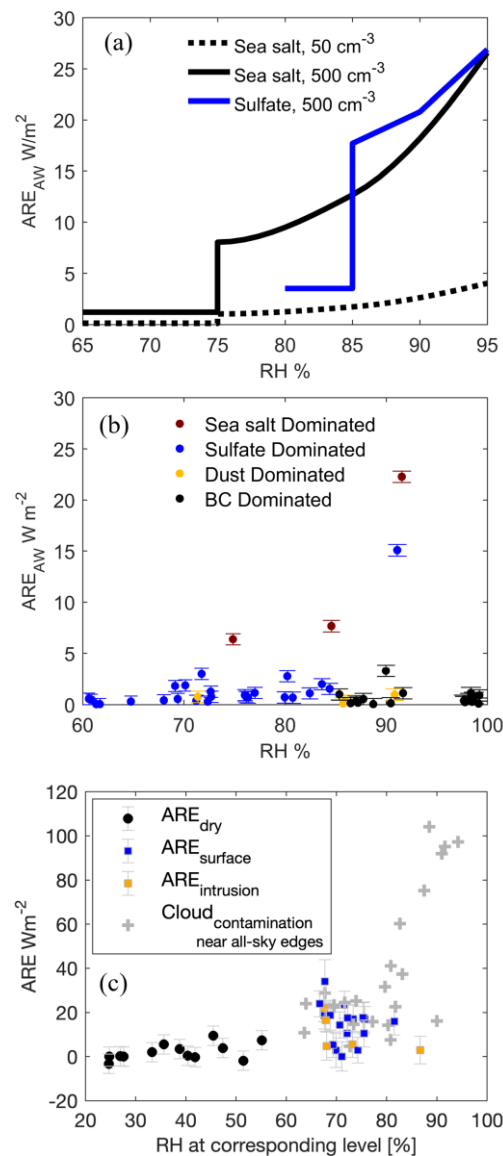 (a)
Sea salt, 50 cm⁻³
Sea salt, 500 cm⁻³
Sulfate, 500 cm⁻³
ARE_AW W/m²
30
25
20
15
10
5
0
65 70 75 80 85 90 95
RH %
(b)
Sea salt Dominated
Sulfate Dominated
Dust Dominated
BC Dominated
ARE_AW W m⁻²
30
25
20
15
10
5
0
60 65 70 75 80 85 90 95 100
RH %
ARE_dry
ARE_surface
ARE_intrusion
Cloud_contamination
near all-sky edges
(c)
ARE Wm⁻²
120
100
80
60
40
20
0
-20
20 30 40 50 60 70 80 90 100
RH at corresponding level [%]